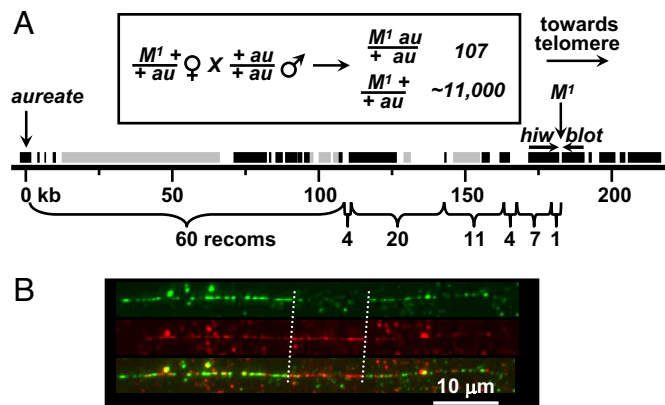 A
M¹ +
+ au
♀ X
+ au
+ au
♂
M¹ au
+ au
107
M¹ +
+ au
~11,000
towards
telomere
aureate
M¹
hiw blot
0 kb 50 100 150 200
60 recoms 4 20 11 4 7 1
B
10 μm